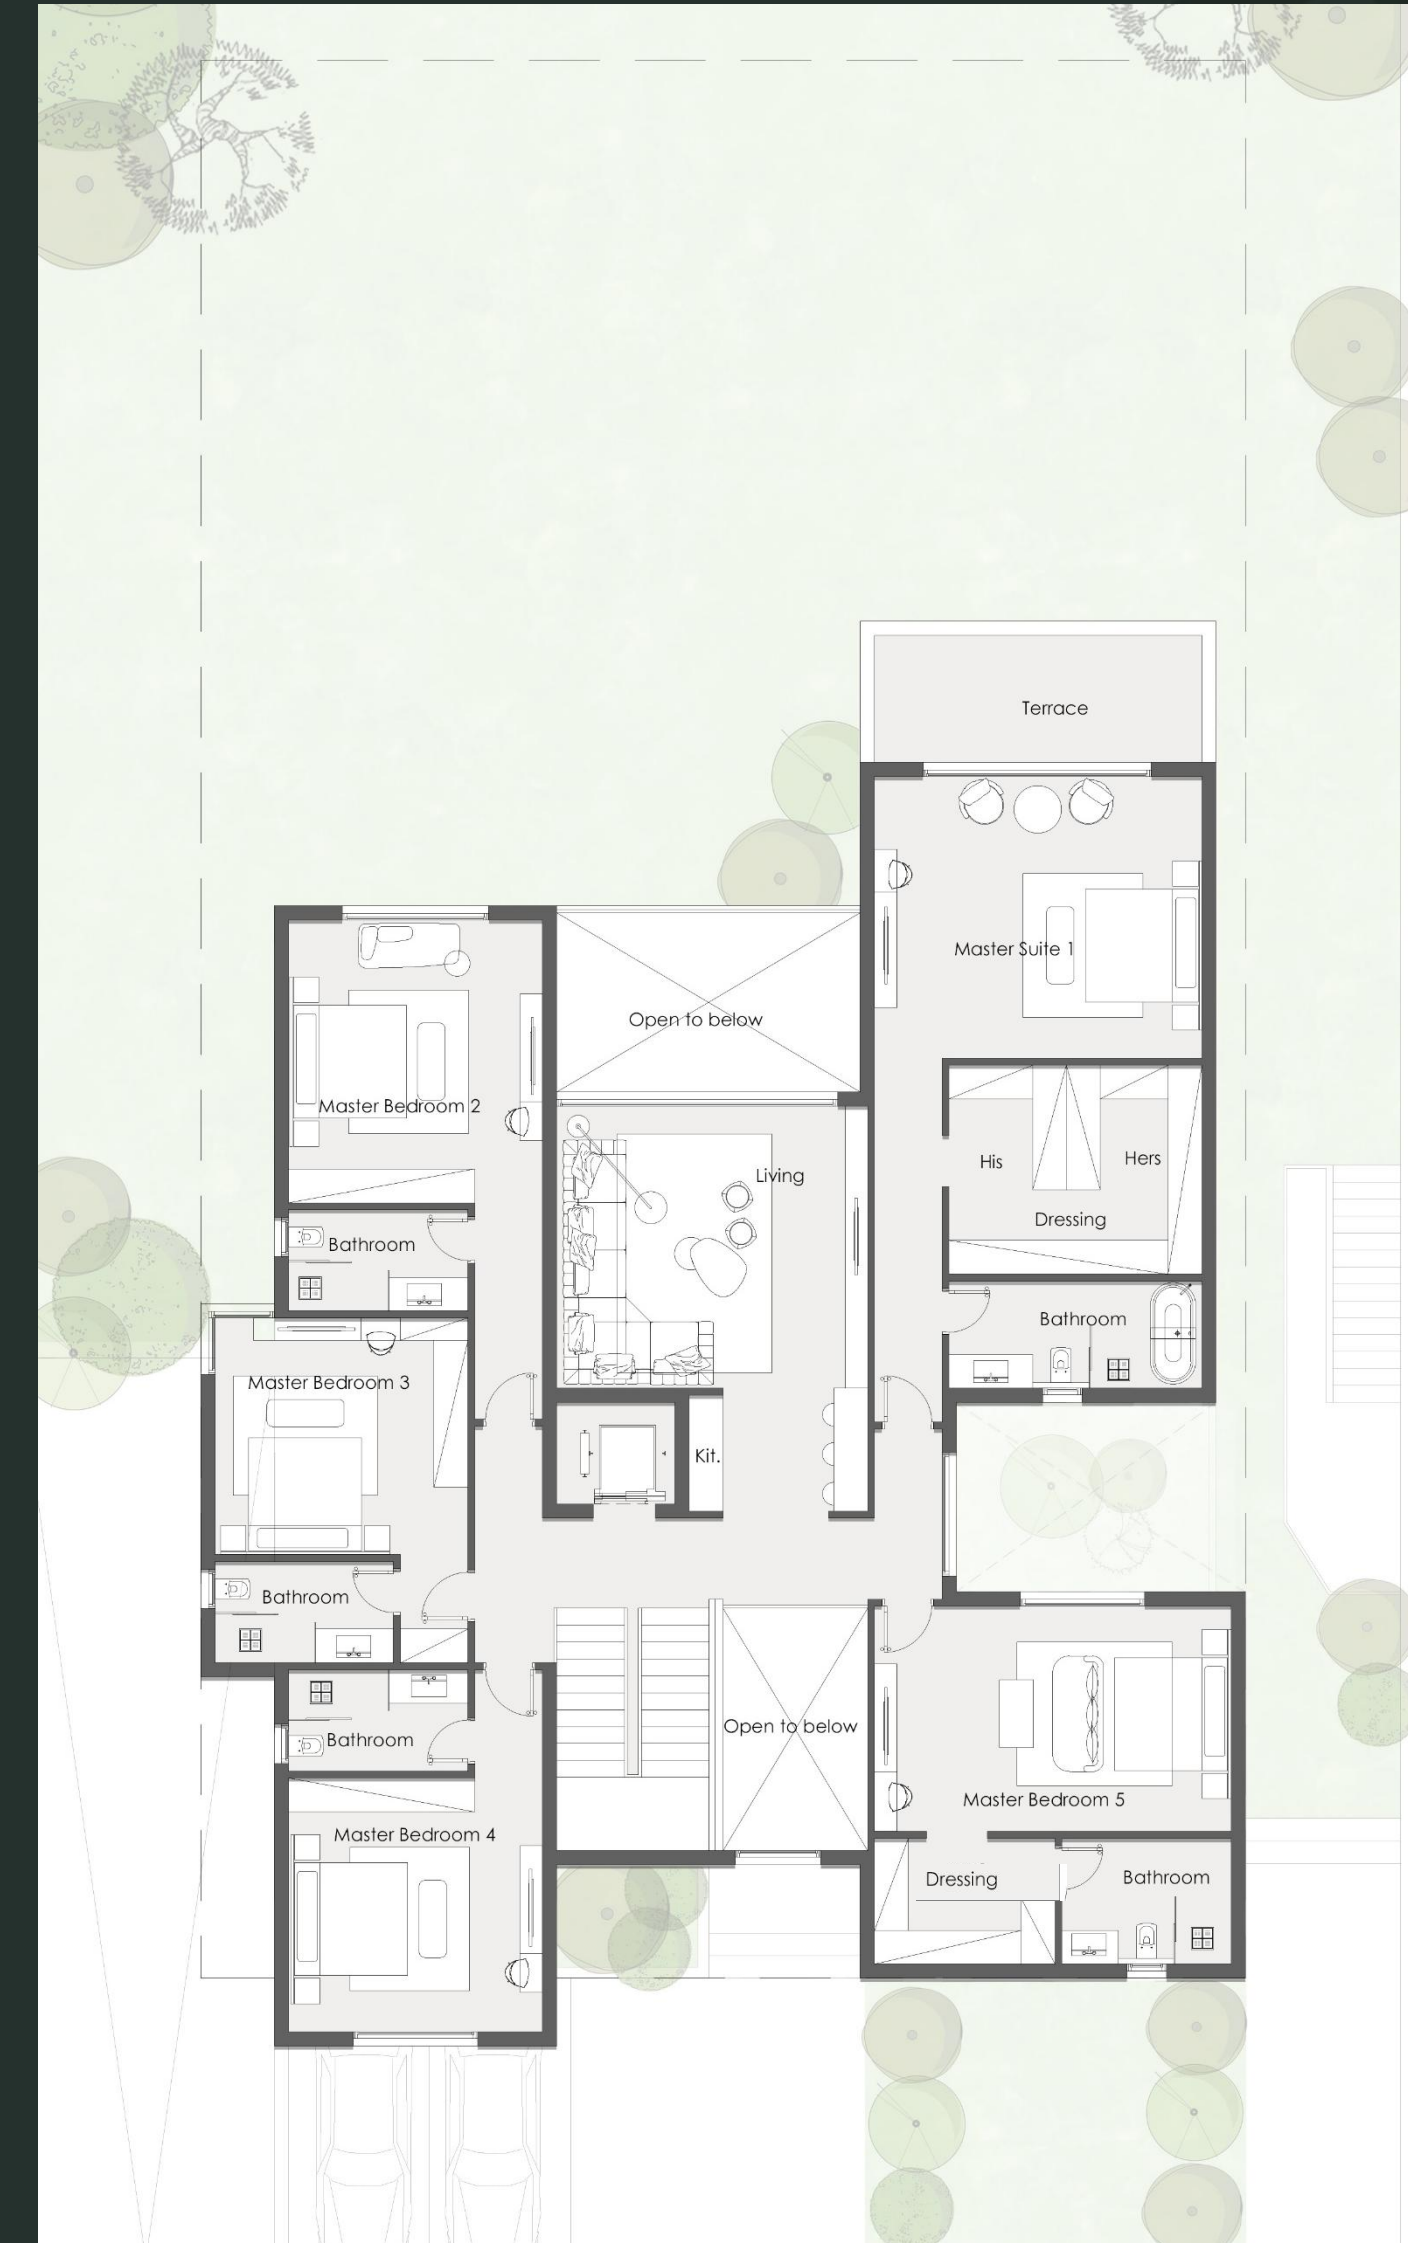 Terrace
Master Suite 1
Open to below
Master Bedroom 2
His
Hers
Living
Dressing
Bathroom
Bathroom
Master Bedroom 3
Kit.
Bathroom
Bathroom
Open to below
Master Bedroom 5
Master Bedroom 4
Dressing
Bathroom